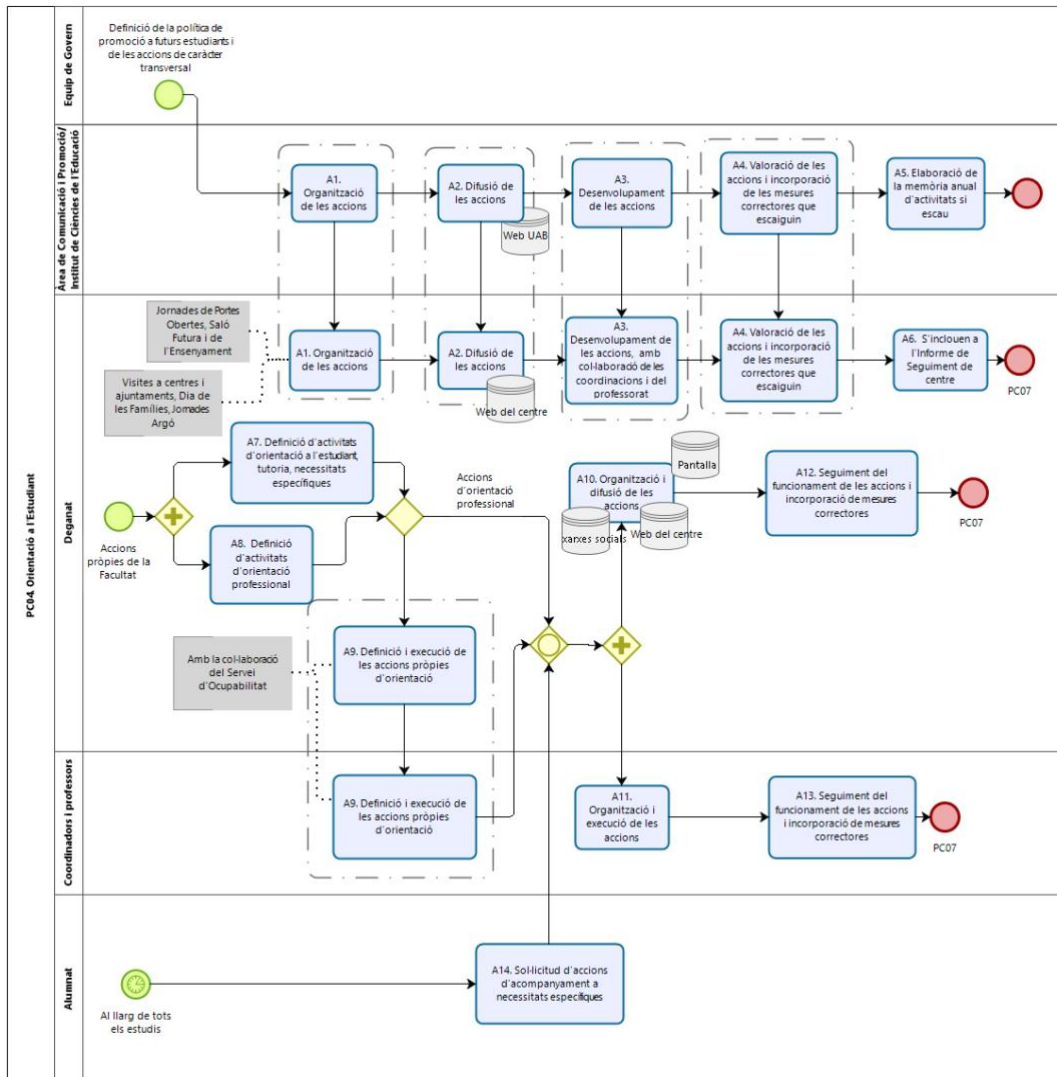 PC04. Orientació a l'Estudiant
Equip de Govern
Definició de la política de
promoció a futurs estudiants i
de les accions de caràcter
transversal
Àrea de Comunicació i Promoció/
Institut de Ciències de l'Educació
A1.
Organització
de les accions
A2. Difusió de
les accions
Web UAB
A3.
Desenvolupament
de les accions
A4. Valoració de les
accions i incorporació
de les mesures
correctores que
escaiguin
A5. Elaboració de
la memòria anual
d'activitats si
escau
Deganat
Jornades de Portes
Obertes, Saló
Futura i de
l'Ensenyament
Visites a centres i
ajuntaments, Dia de
les Famílies, Jornades
Argó
A1. Organització
de les accions
A2. Difusió de
les accions
Web del centre
A3.
Desenvolupament de
les accions, amb
col·laboració de les
coordinacions i del
professorat
A4. Valoració de les
accions i incorporació
de les mesures
correctores que
escaiguin
A6. S'inclouen a
l'Informe de
Seguiment de
centre
PC07
Accions
pròpies de la
Facultat
A7. Definició d'activitats
d'orientació a l'estudiant,
tutoria, necessitats
específiques
A8. Definició
d'activitats
d'orientació
professional
Accions
d'orientació
professional
A10. Organització i
difusió de les
accions
Pantalla
xarxes socials
Web del centre
A12. Seguiment del
funcionament de les accions i
incorporació de mesures
correctores
PC07
Amb la col·laboració
del Servei
d'Ocupabilitat
A9. Definició i execució de
les accions pròpies
d'orientació
Coordinadors i professors
A9. Definició i execució de
les accions pròpies
d'orientació
A11.
Organització i
execució de les
accions
A13. Seguiment del
funcionament de les accions
i incorporació de mesures
correctores
PC07
Alumnat
Al llarg de tots
els estudis
A14. Sol·licitud d'accions
d'acompanyament a
necessitats específiques